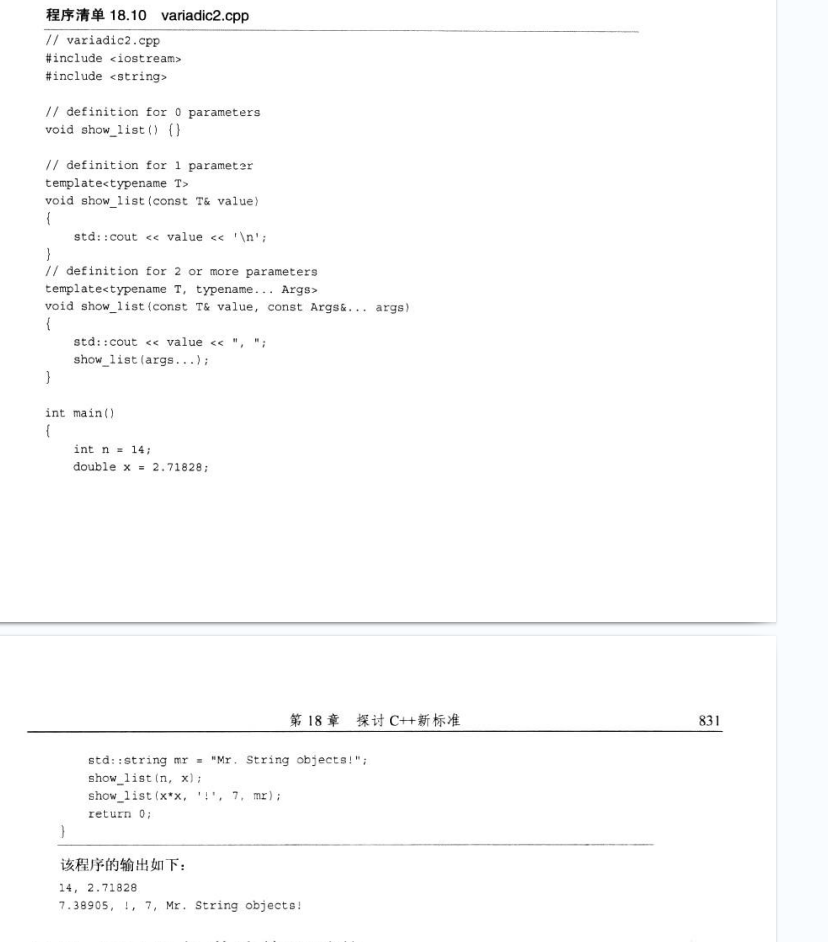 程序清单 18.10 variadic2.cpp
// variadic2.cpp
#include <iostream>
#include <string>
// definition for 0 parameters
void show_list() {}
// definition for 1 parameter
template<typename T>
void show_list(const T& value)
{
    std::cout << value << '\n';
}
// definition for 2 or more parameters
template<typename T, typename... Args>
void show_list(const T& value, const Args&... args)
{
    std::cout << value << ", ";
    show_list(args...);
}
int main()
{
    int n = 14;
    double x = 2.71828;
第 18 章 探讨 C++新标准 831
    std::string mr = "Mr. String objects!";
    show_list(n, x);
    show_list(x*x, '!', 7, mr);
    return 0;
}
该程序的输出如下：
14, 2.71828
7.38905, !, 7, Mr. String objects!